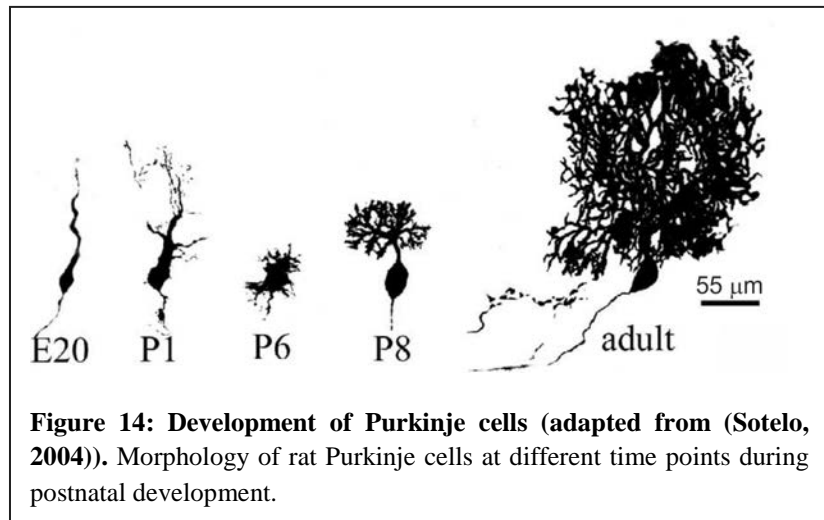 55 μm
E20 P1 P6 P8 adult
Figure 14: Development of Purkinje cells (adapted from (Sotelo,
2004)). Morphology of rat Purkinje cells at different time points during
postnatal development.